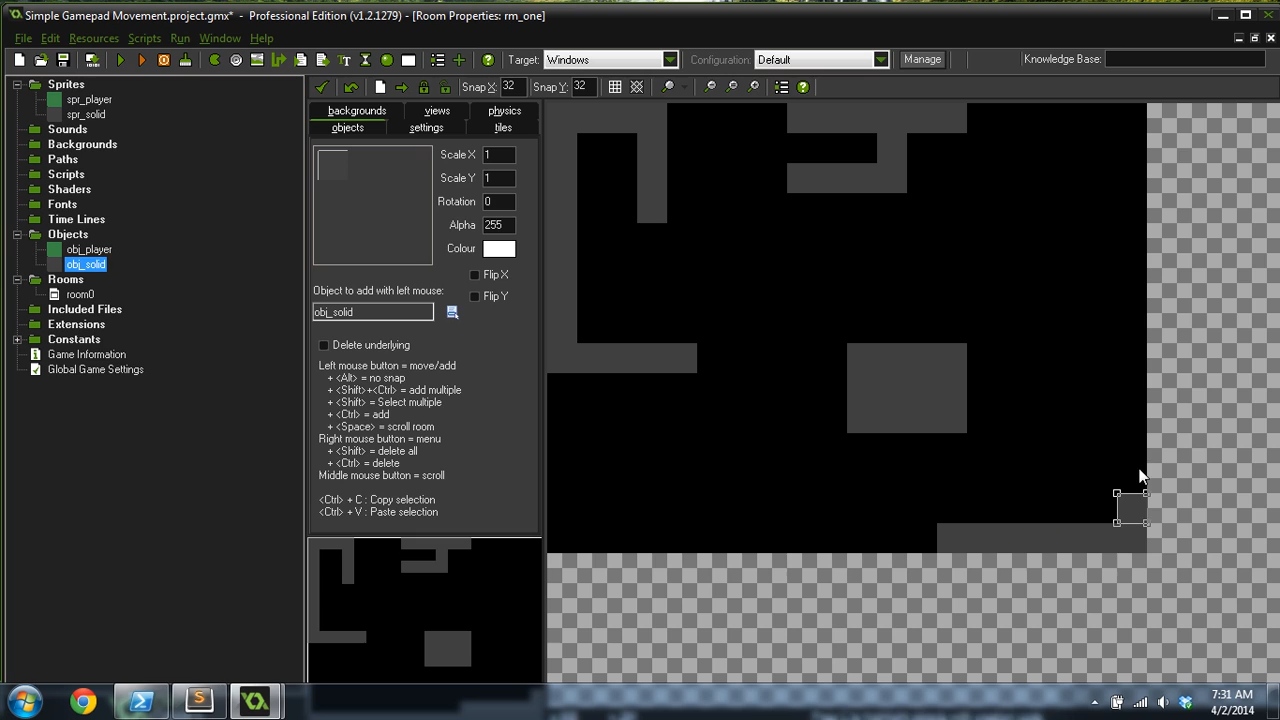 Simple Gamepad Movement.project.gmx* - Professional Edition (v1.2.1279) - [Room Properties: rm_one]
File Edit Resources Scripts Run Window Help
Target: Windows Configuration: Default Manage Knowledge Base:
Snap X: 32 Snap Y: 32
Sprites
spr_player
spr_solid
Sounds
Backgrounds
Paths
Scripts
Shaders
Fonts
Time Lines
Objects
obj_player
obj_solid
Rooms
room0
Included Files
Extensions
Constants
Game Information
Global Game Settings
backgrounds views physics
objects settings tiles
Scale X 1
Scale Y 1
Rotation 0
Alpha 255
Colour
Flip X
Object to add with left mouse:
Flip Y
obj_solid
Delete underlying
Left mouse button = move/add
+ <Alt> = no snap
+ <Shift>+<Ctrl> = add multiple
+ <Shift> = Select multiple
+ <Ctrl> = add
+ <Space> = scroll room
Right mouse button = menu
+ <Shift> = delete all
+ <Ctrl> = delete
Middle mouse button = scroll
<Ctrl> + C : Copy selection
<Ctrl> + V : Paste selection
7:31 AM
4/2/2014